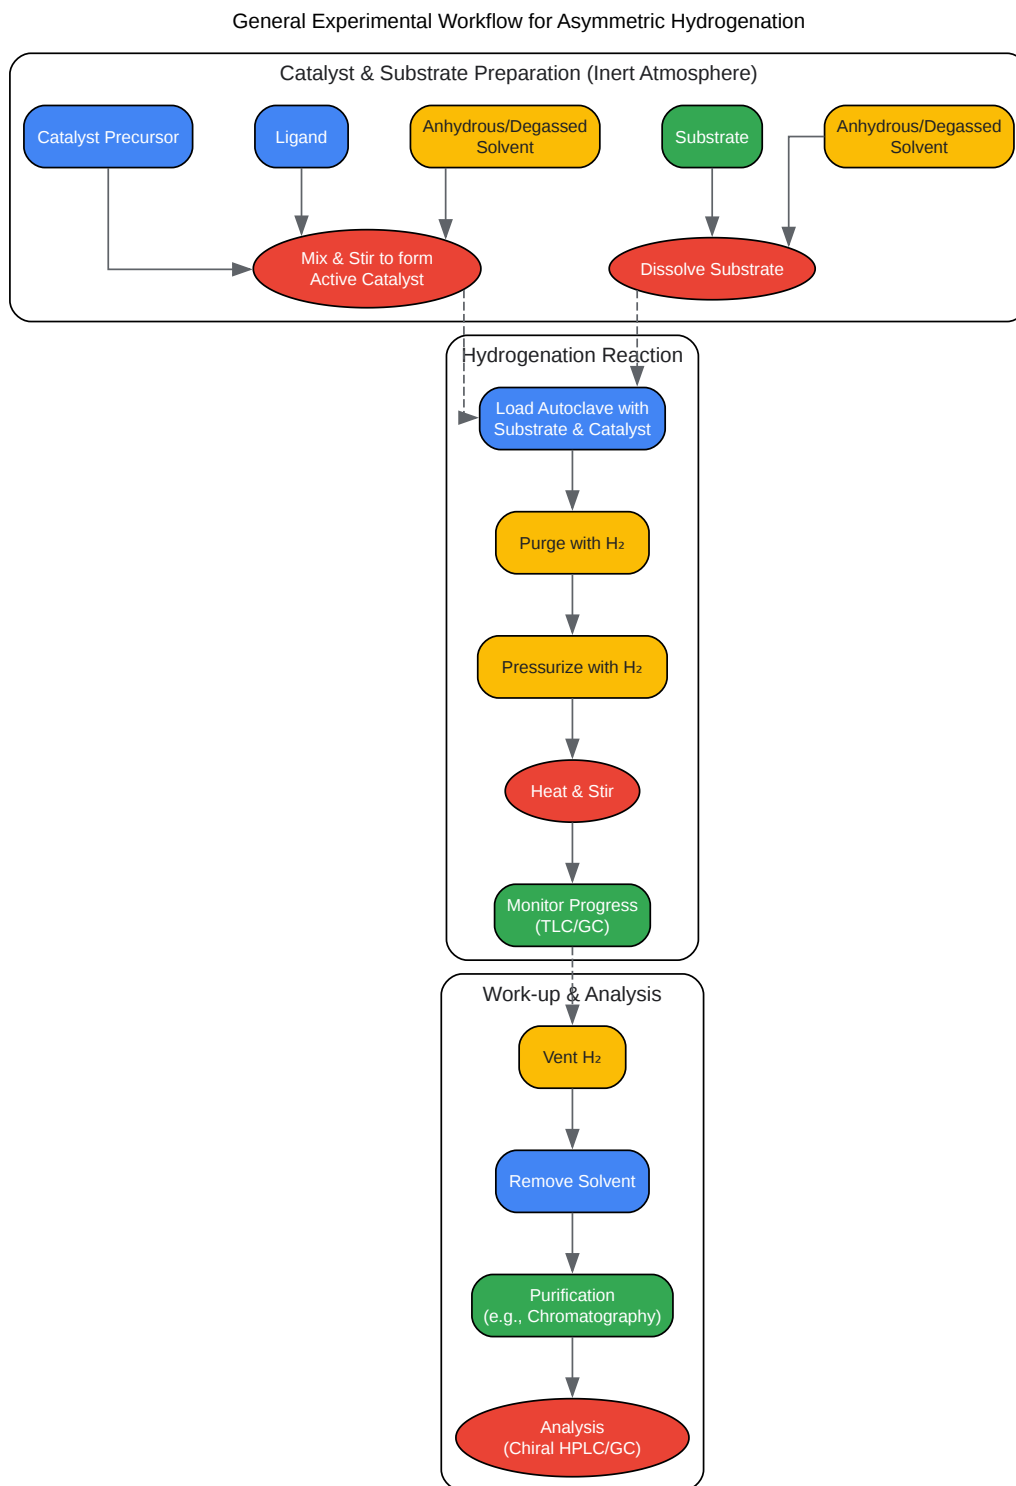 General Experimental Workflow for Asymmetric Hydrogenation
Catalyst & Substrate Preparation (Inert Atmosphere)
Catalyst Precursor
Ligand
Anhydrous/Degassed
Solvent
Substrate
Anhydrous/Degassed
Solvent
Mix & Stir to form
Active Catalyst
Dissolve Substrate
Hydrogenation Reaction
Load Autoclave with
Substrate & Catalyst
Purge with H₂
Pressurize with H₂
Heat & Stir
Monitor Progress
(TLC/GC)
Work-up & Analysis
Vent H₂
Remove Solvent
Purification
(e.g., Chromatography)
Analysis
(Chiral HPLC/GC)